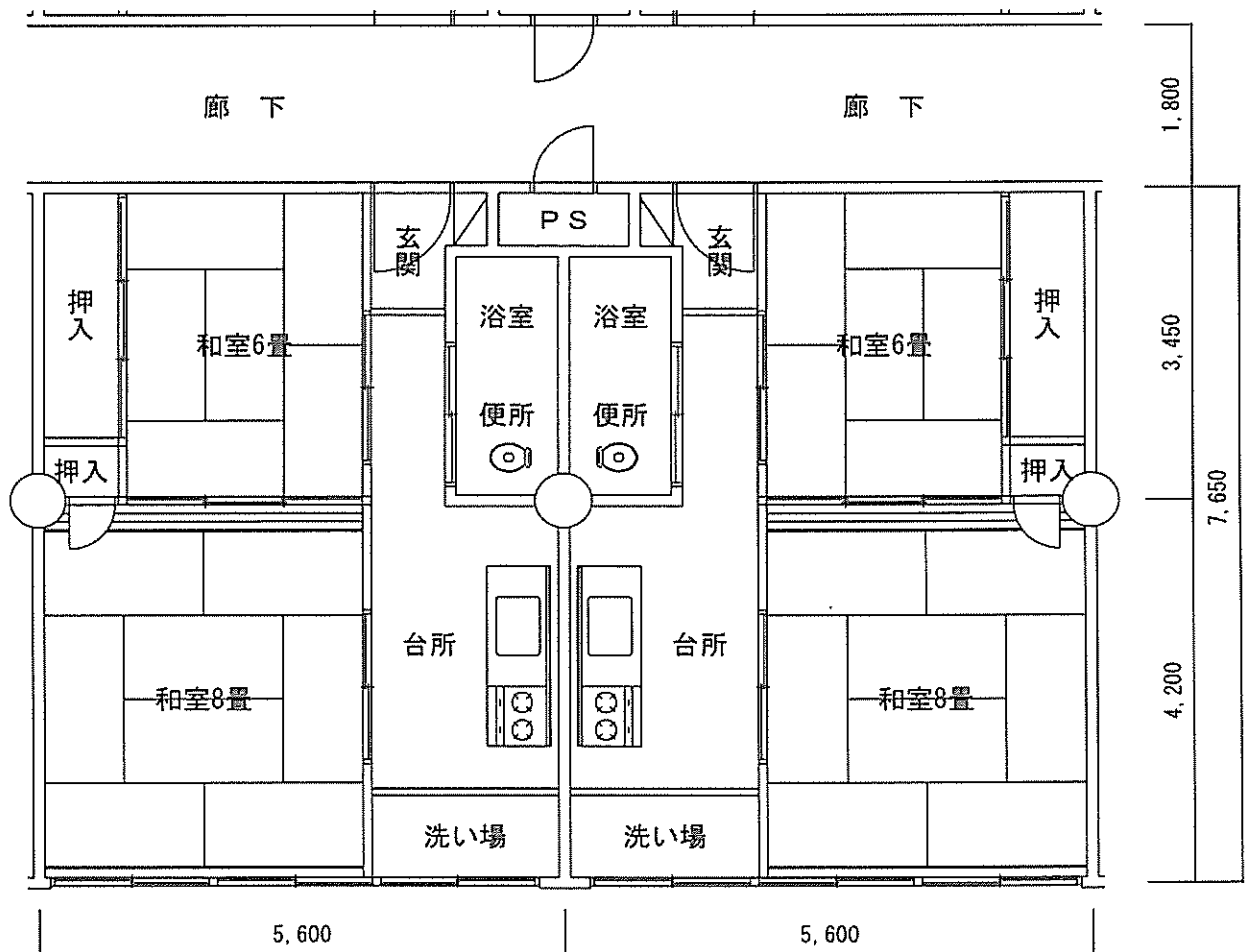 廊 下
廊 下
1,800
PS
玄関
玄関
押入
浴室
浴室
押入
和室6畳
和室6畳
3,450
便所
便所
押入
押入
7,650
台所
台所
4,200
和室8畳
和室8畳
洗い場
洗い場
5,600
5,600